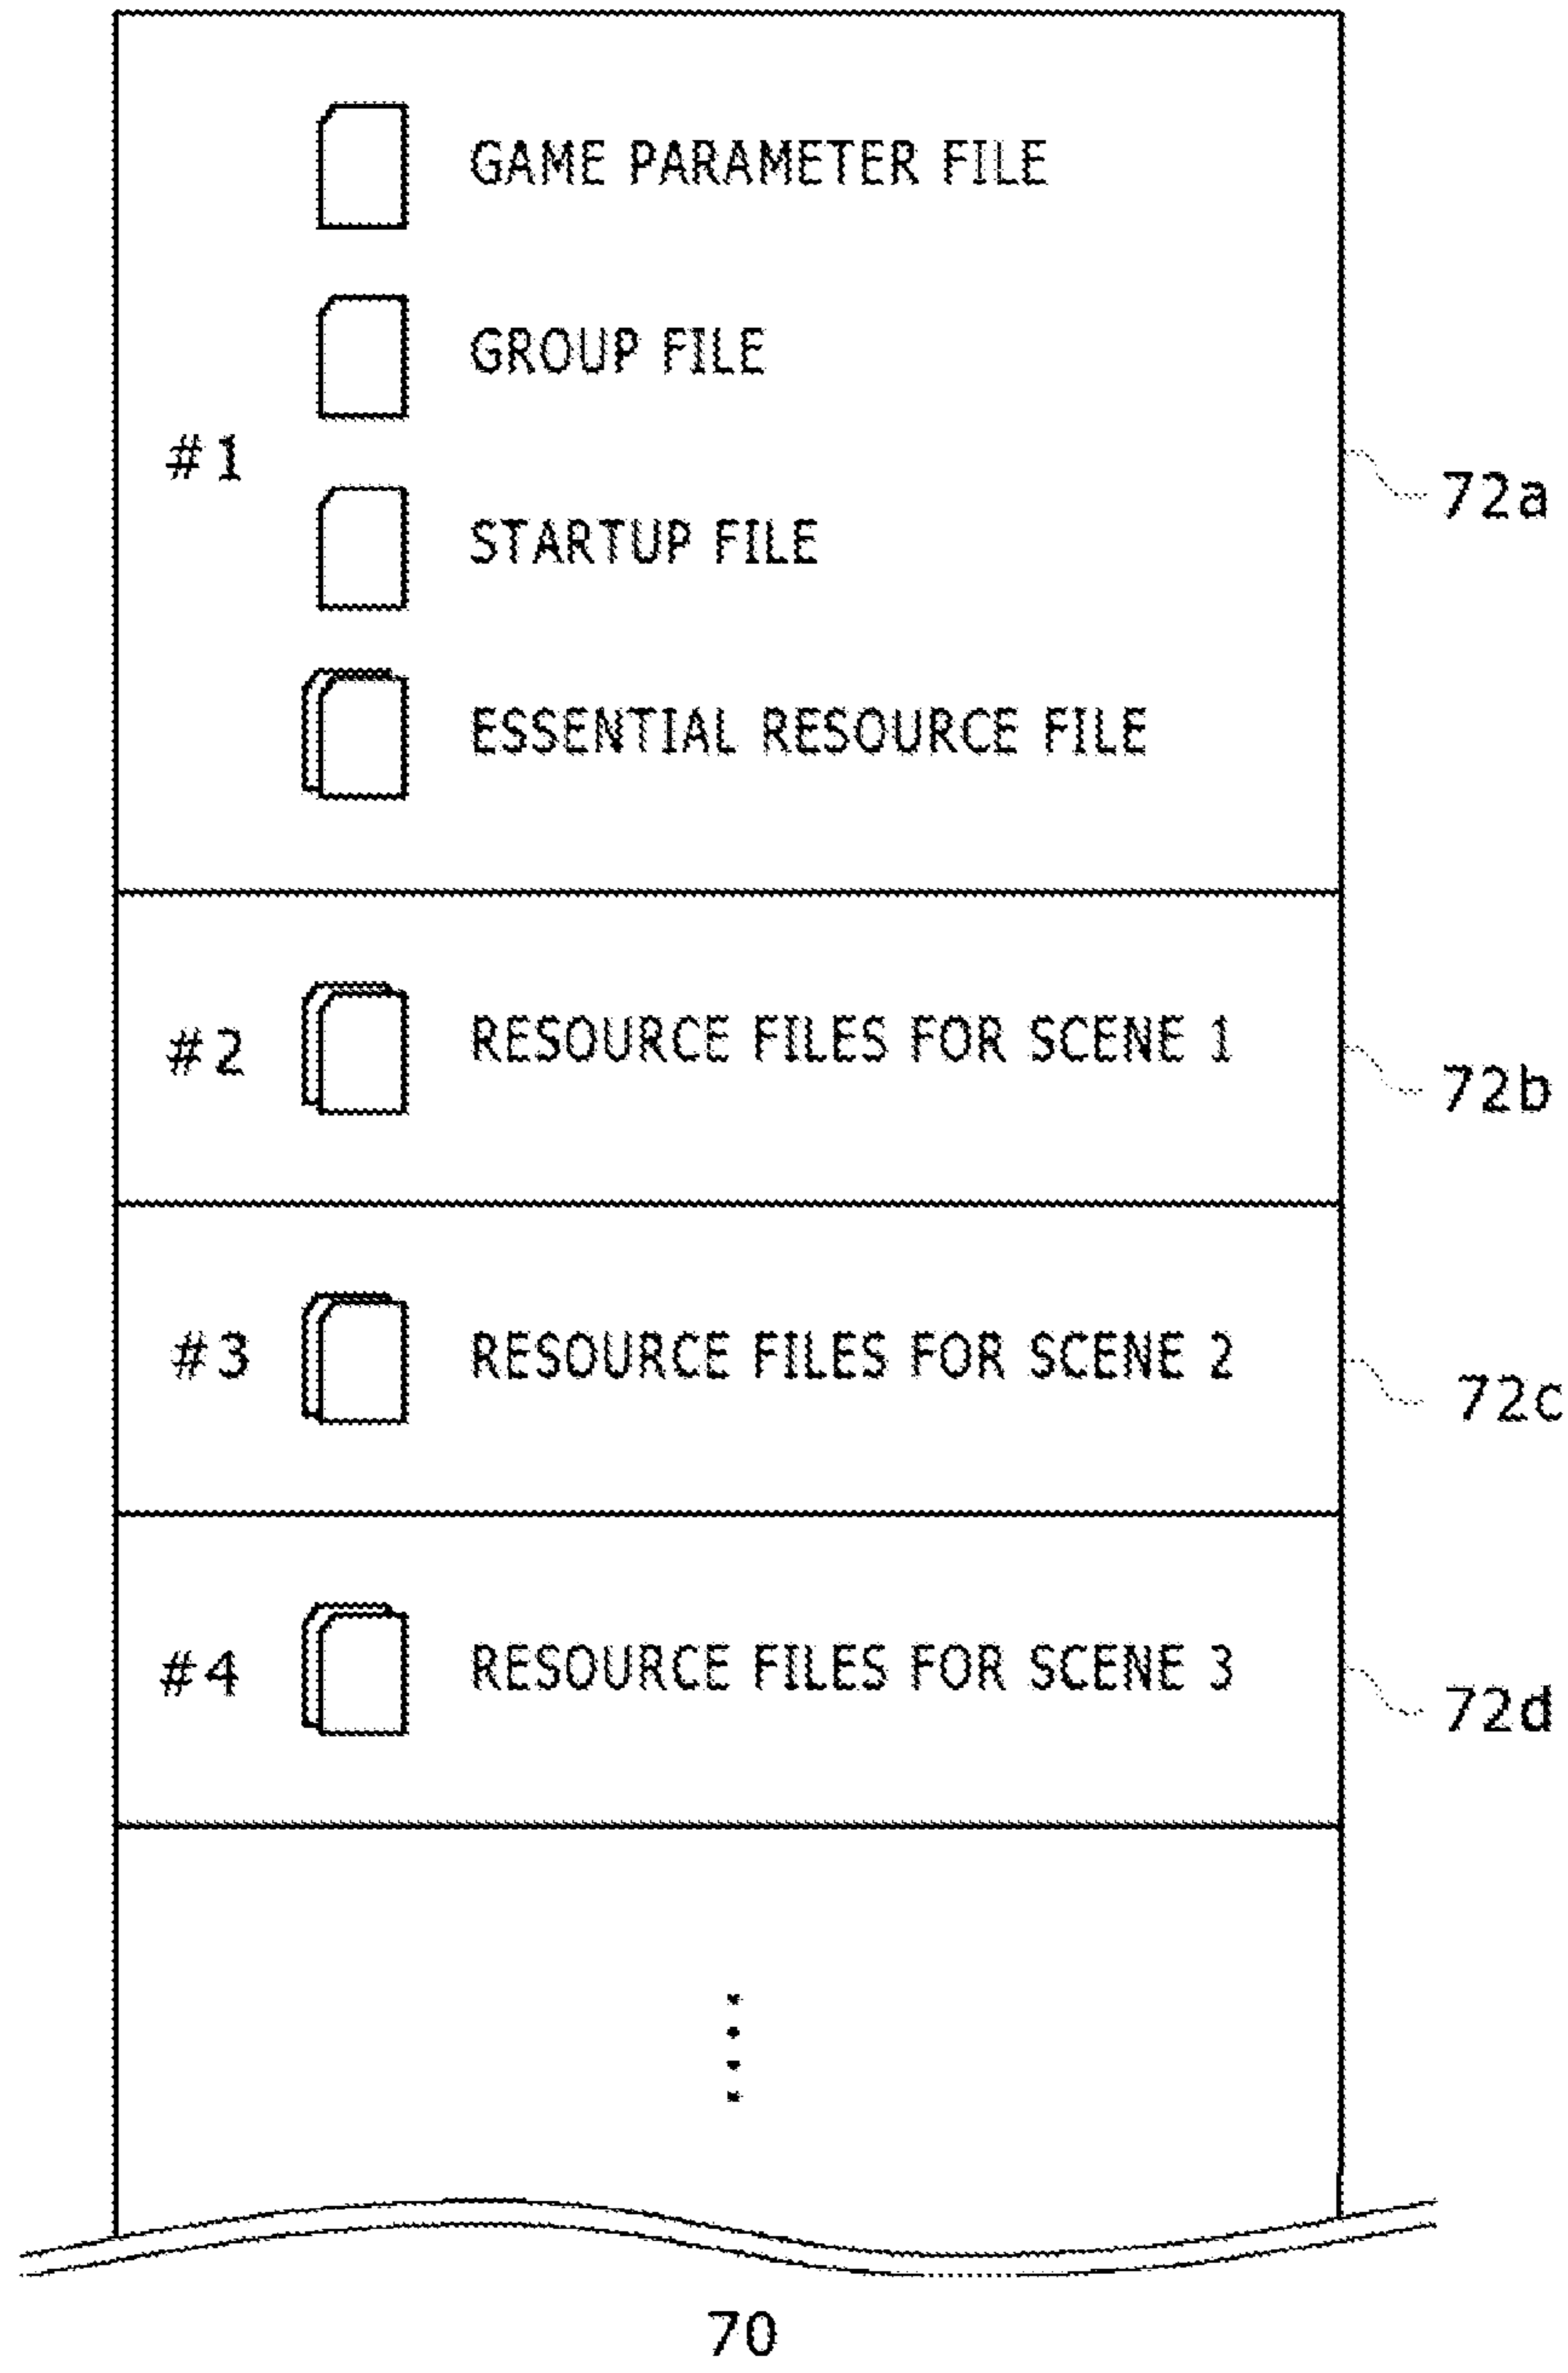 GAME PARAMETER FILE
GROUP FILE
#1
72a
STARTUP FILE
ESSENTIAL RESOURCE FILE
#2 RESOURCE FILES FOR SCENE 1
72b
#3 RESOURCE FILES FOR SCENE 2
72c
#4 RESOURCE FILES FOR SCENE 3
72d
70